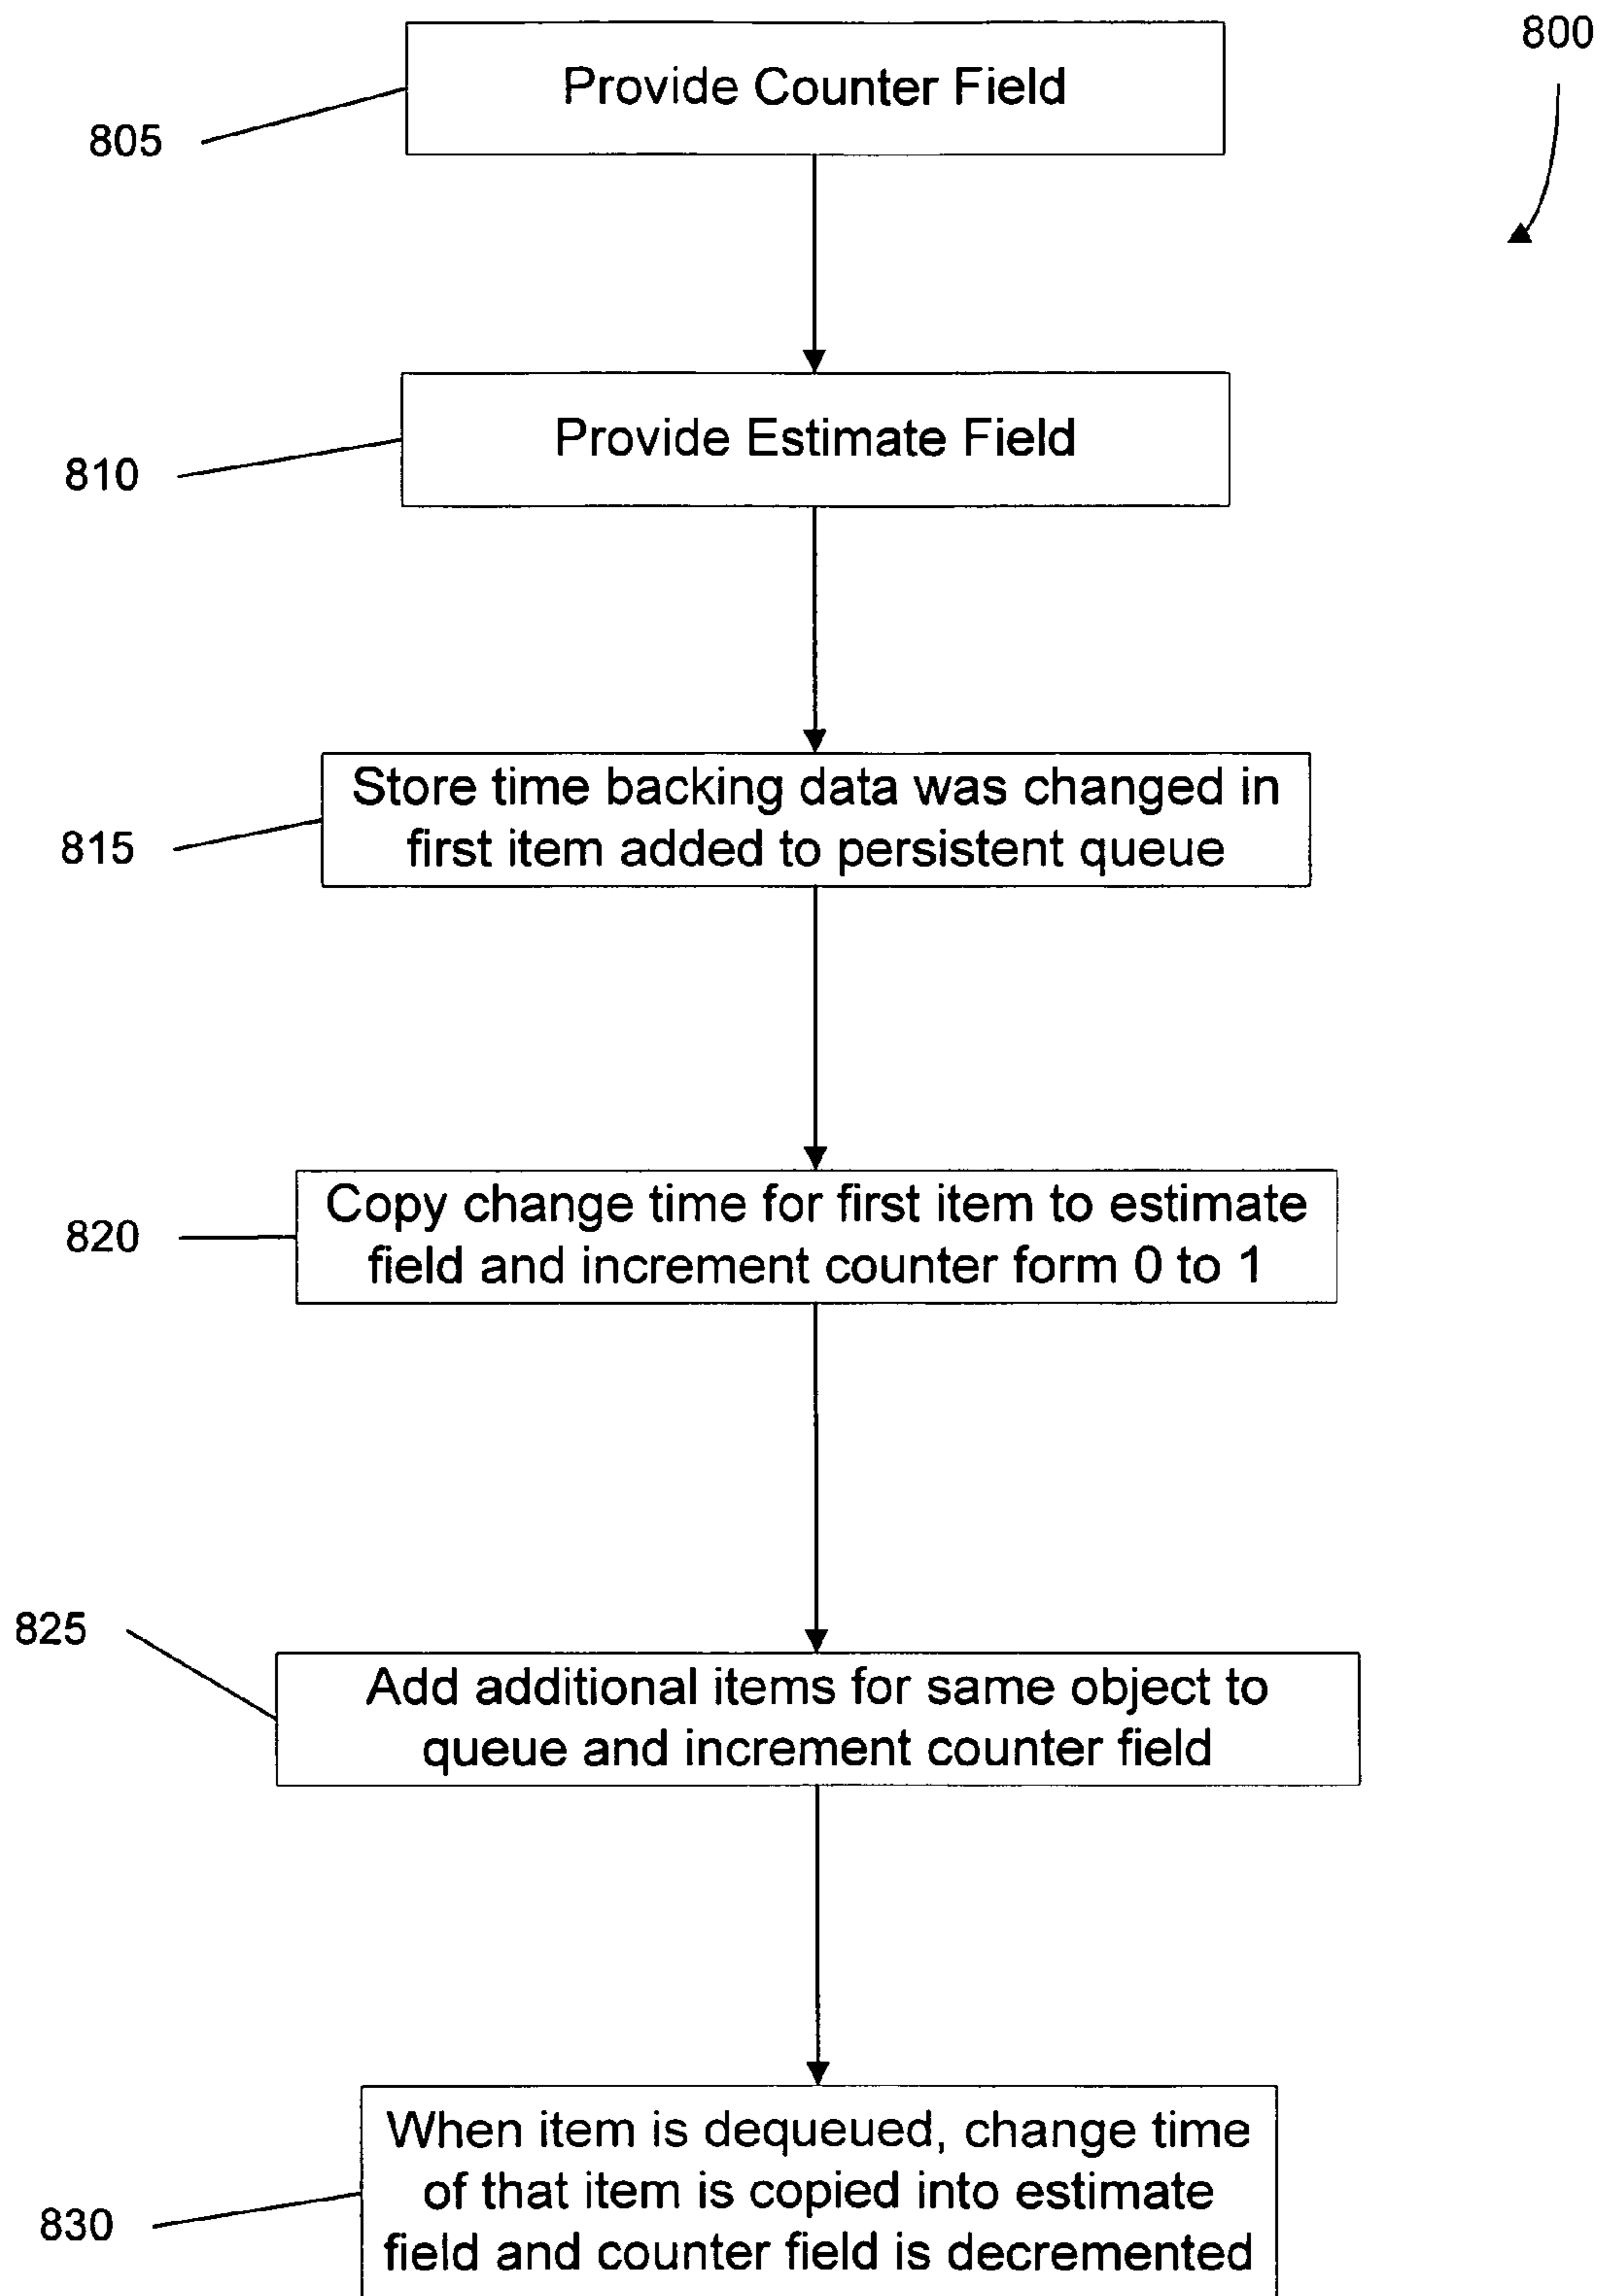 800
Provide Counter Field
805
Provide Estimate Field
810
Store time backing data was changed in
first item added to persistent queue
815
Copy change time for first item to estimate
field and increment counter form 0 to 1
820
825
Add additional items for same object to
queue and increment counter field
When item is dequeued, change time
of that item is copied into estimate
field and counter field is decremented
830